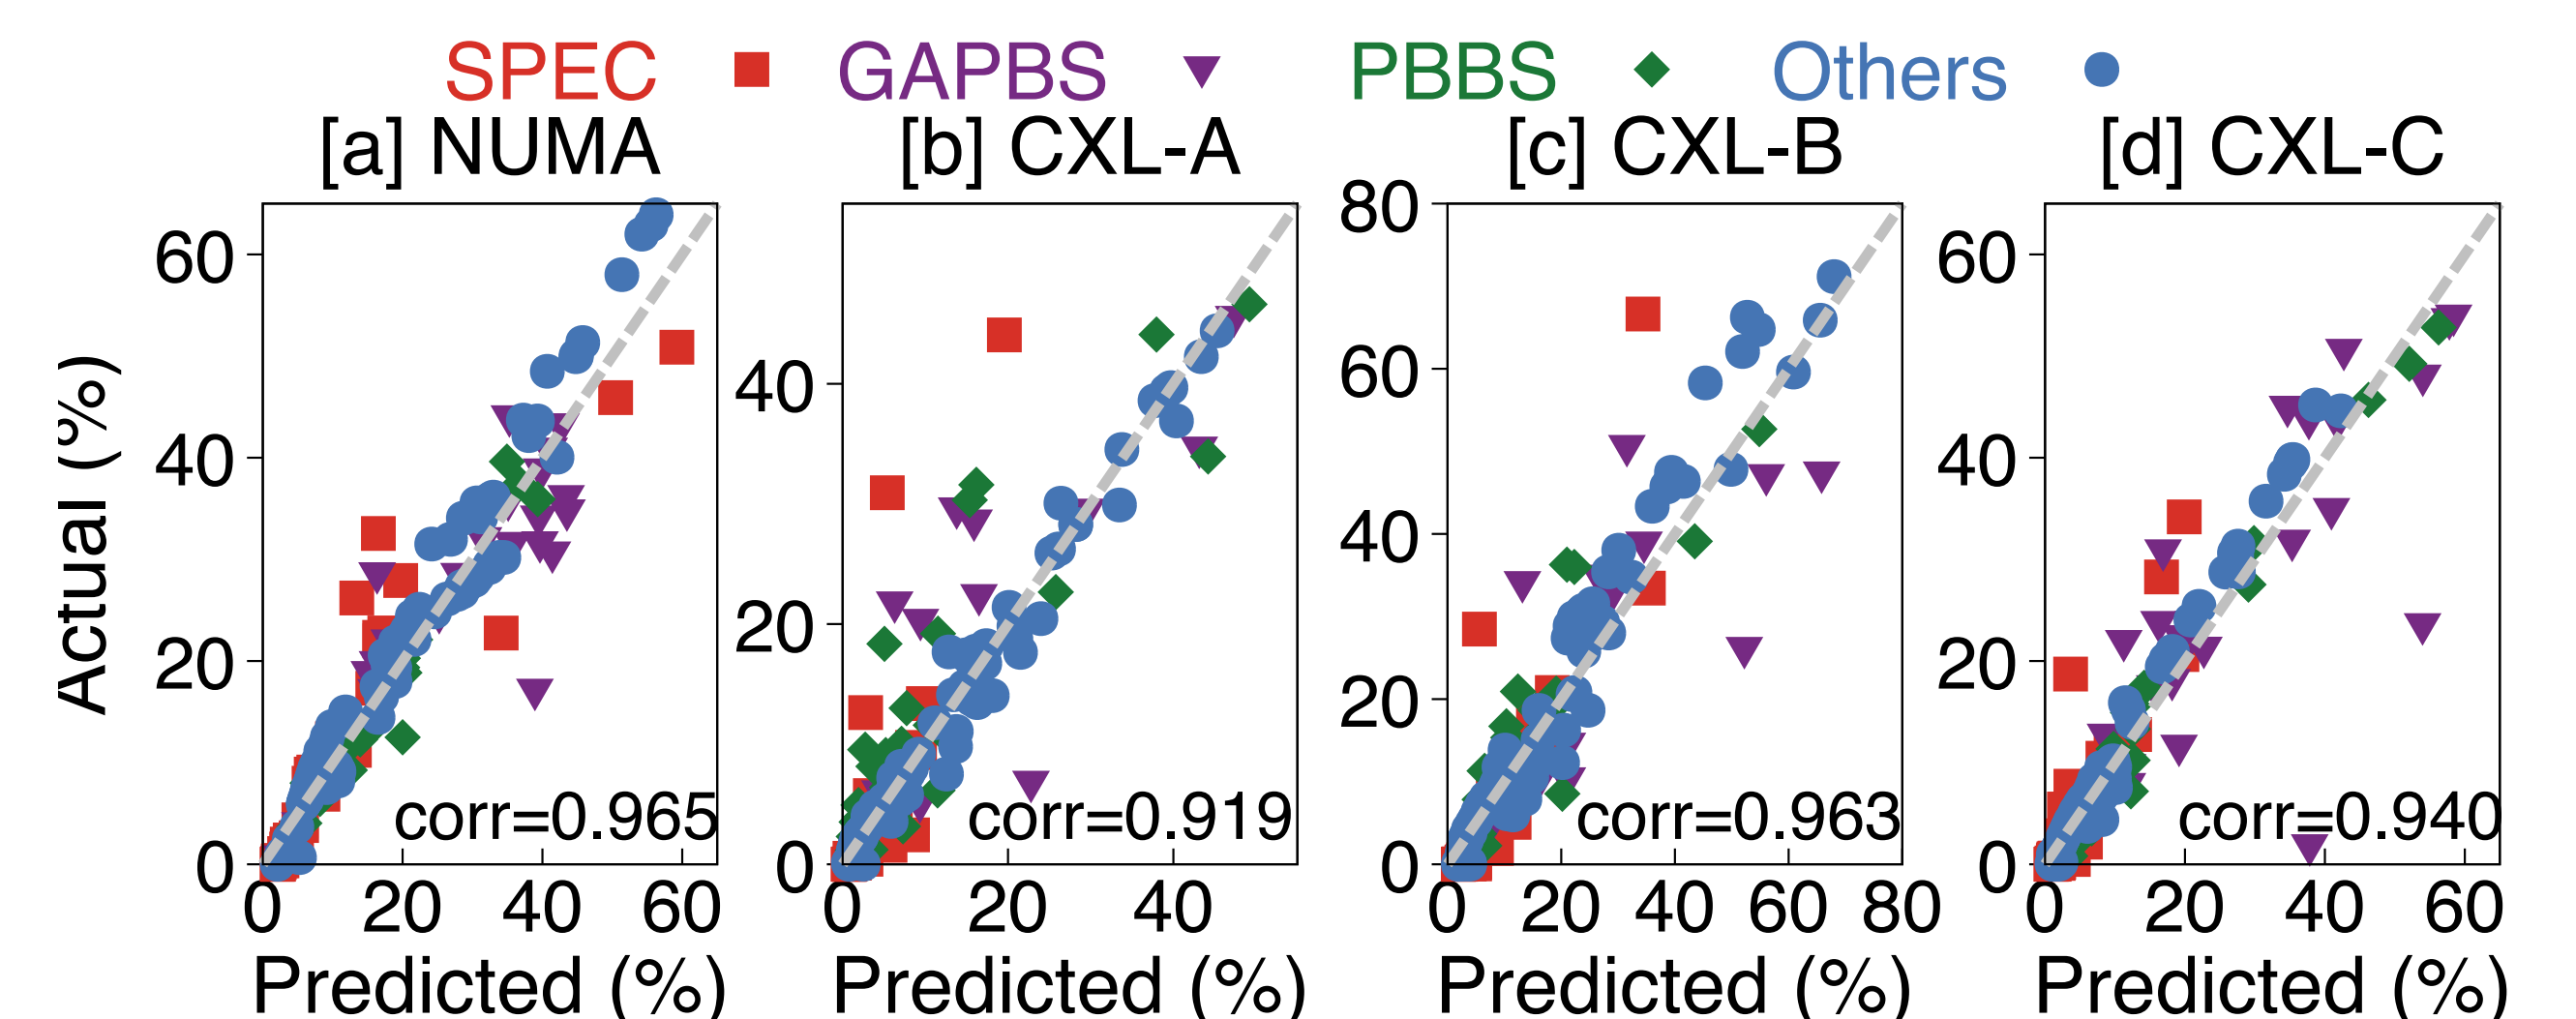 SPEC GAPBS PBBS Others
[a] NUMA [b] CXL-A [c] CXL-B [d] CXL-C
Actual (%)
60
40
20
0
corr=0.965
0 20 40 60
Predicted (%)
40
20
0
corr=0.919
0 20 40
Predicted (%)
80
60
40
20
0
corr=0.963
0 20 40 60 80
Predicted (%)
60
40
20
0
corr=0.940
0 20 40 60
Predicted (%)